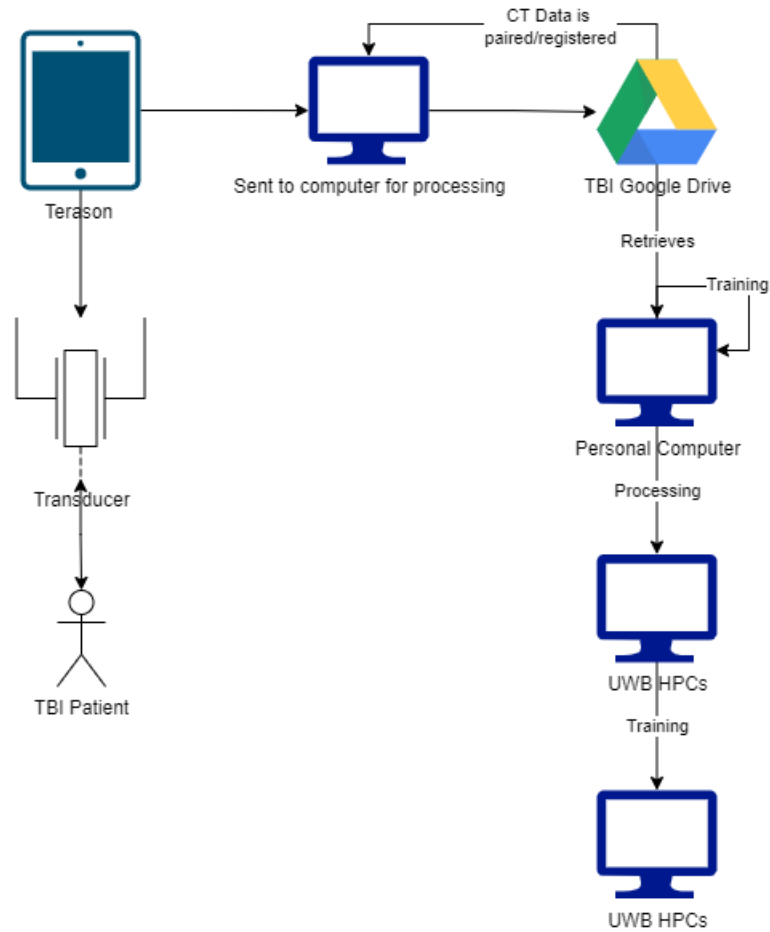 CT Data is
paired/registered
Terason
Sent to computer for processing
TBI Google Drive
Retrieves
Training
Personal Computer
Transducer
Processing
TBI Patient
UWB HPCs
Training
UWB HPCs